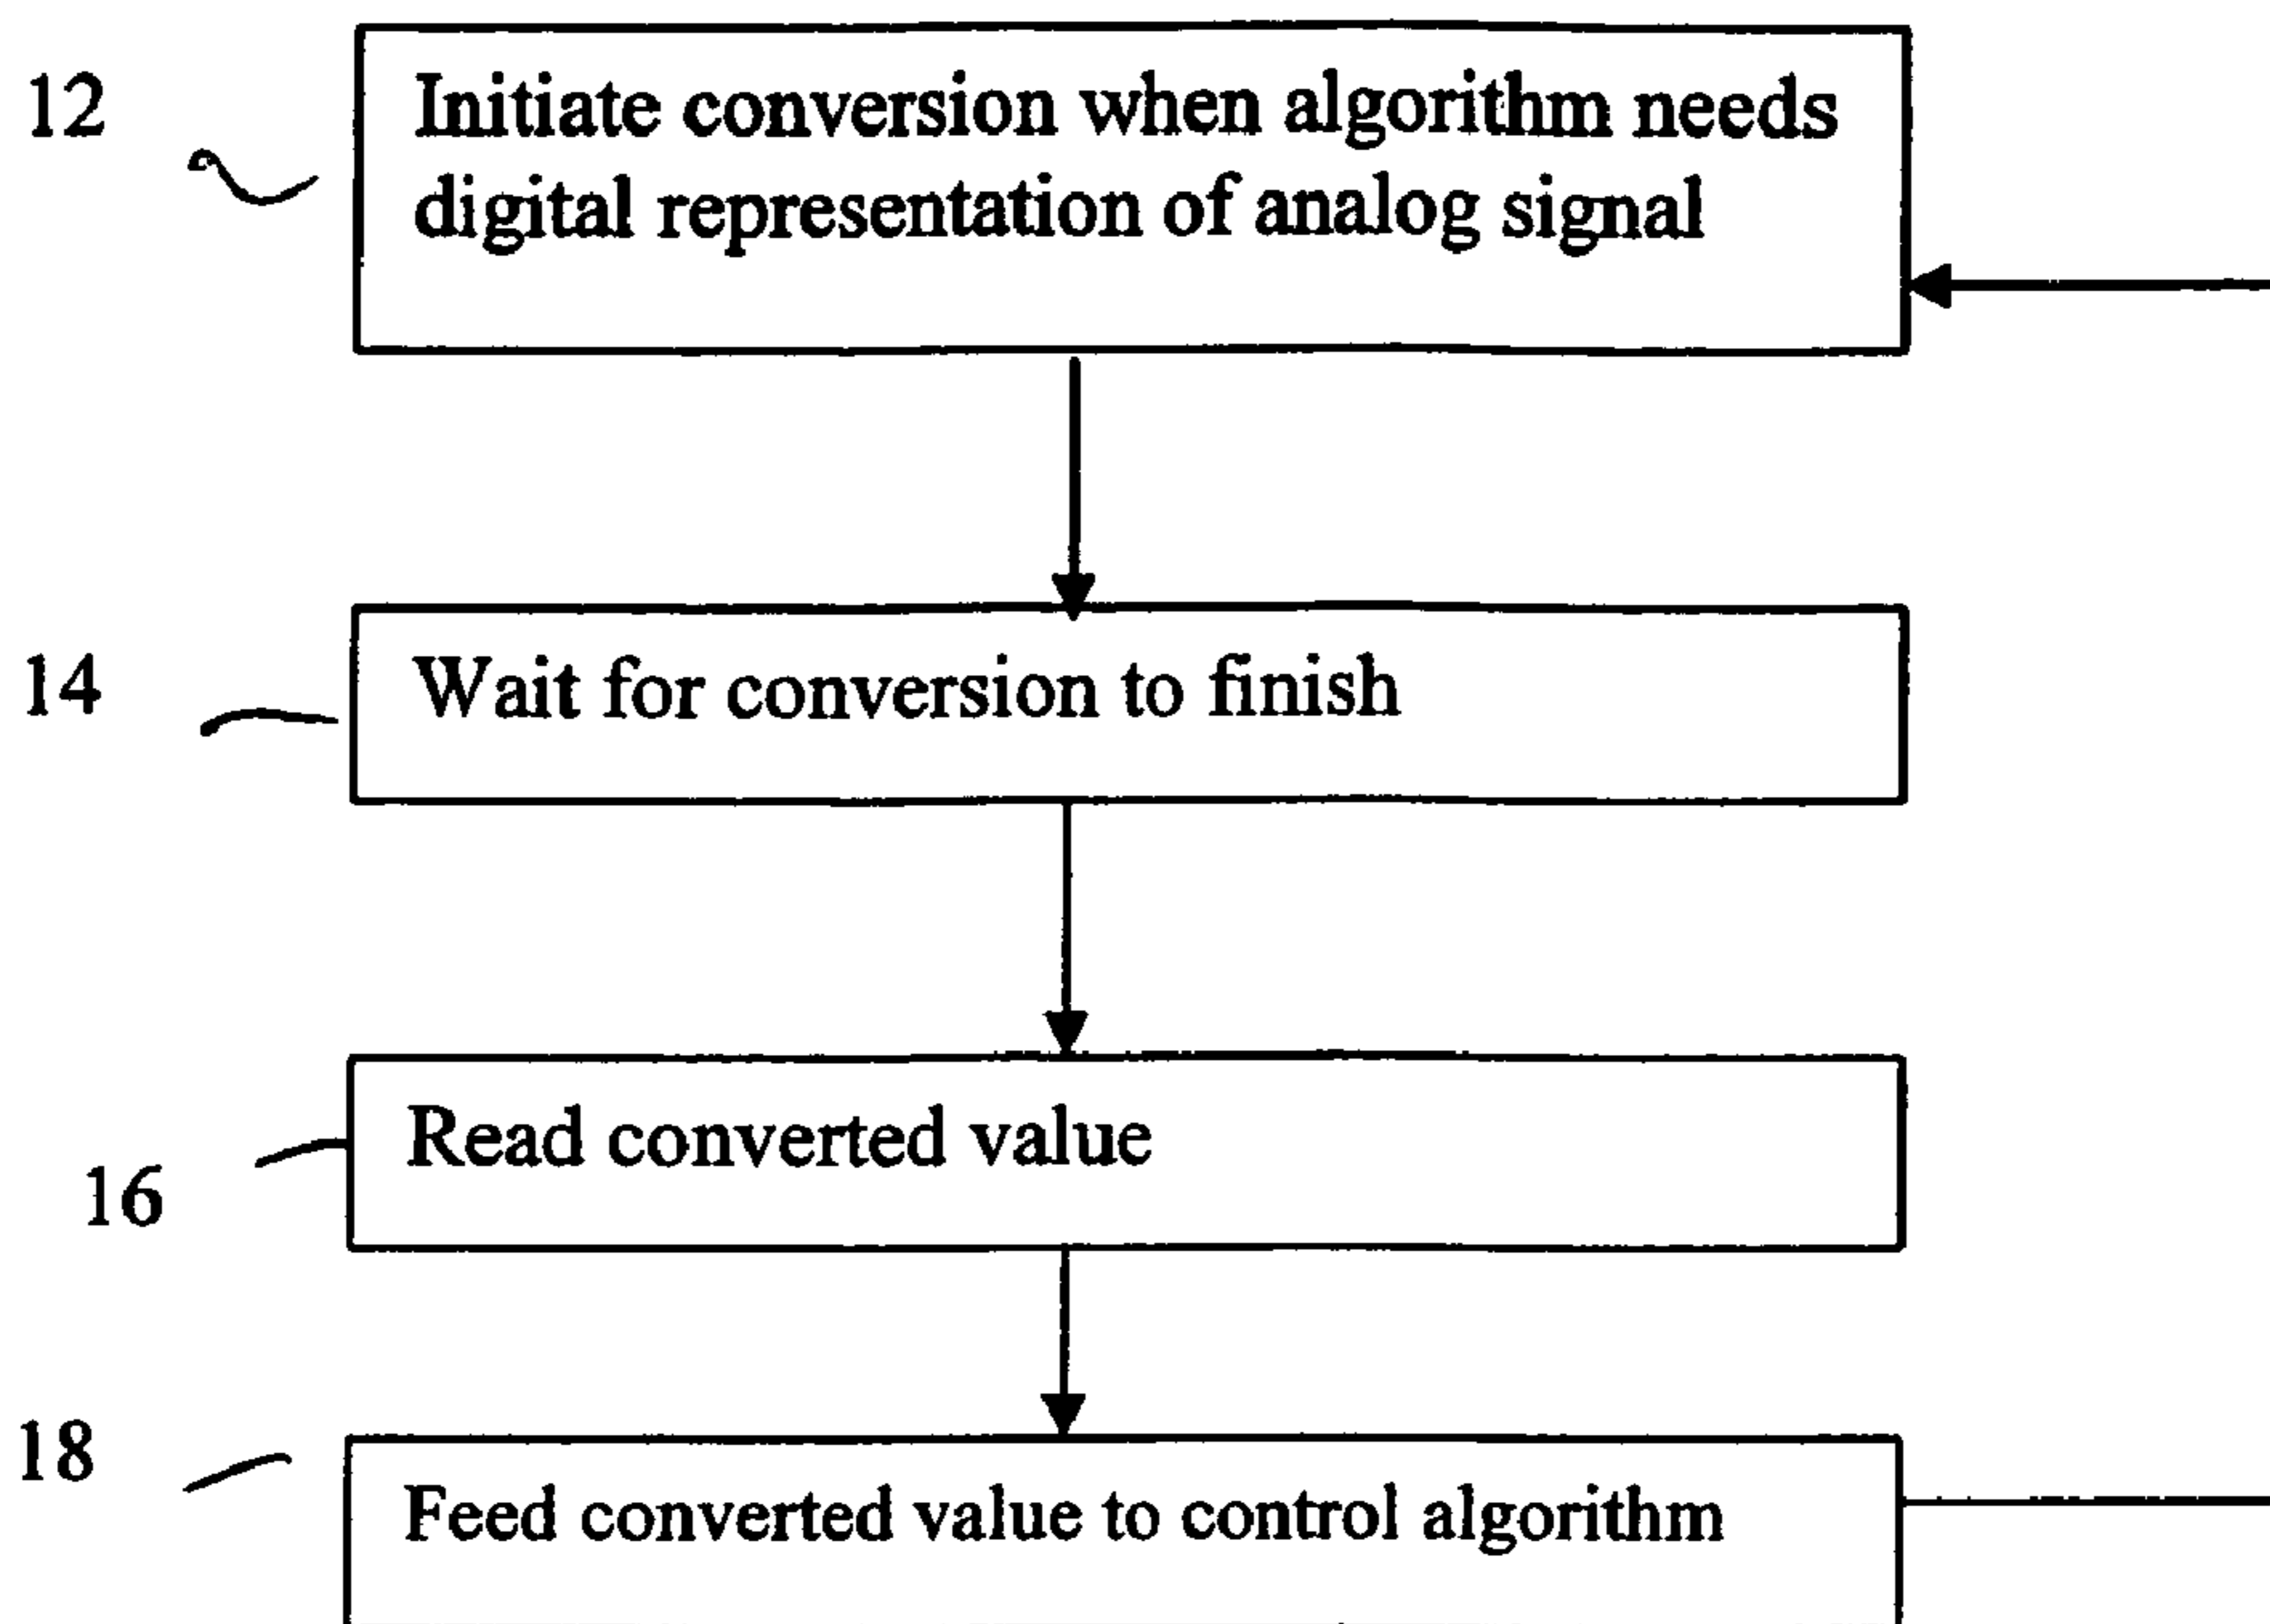 12
Initiate conversion when algorithm needs
digital representation of analog signal
14
Wait for conversion to finish
Read converted value
16
18
Feed converted value to control algorithm